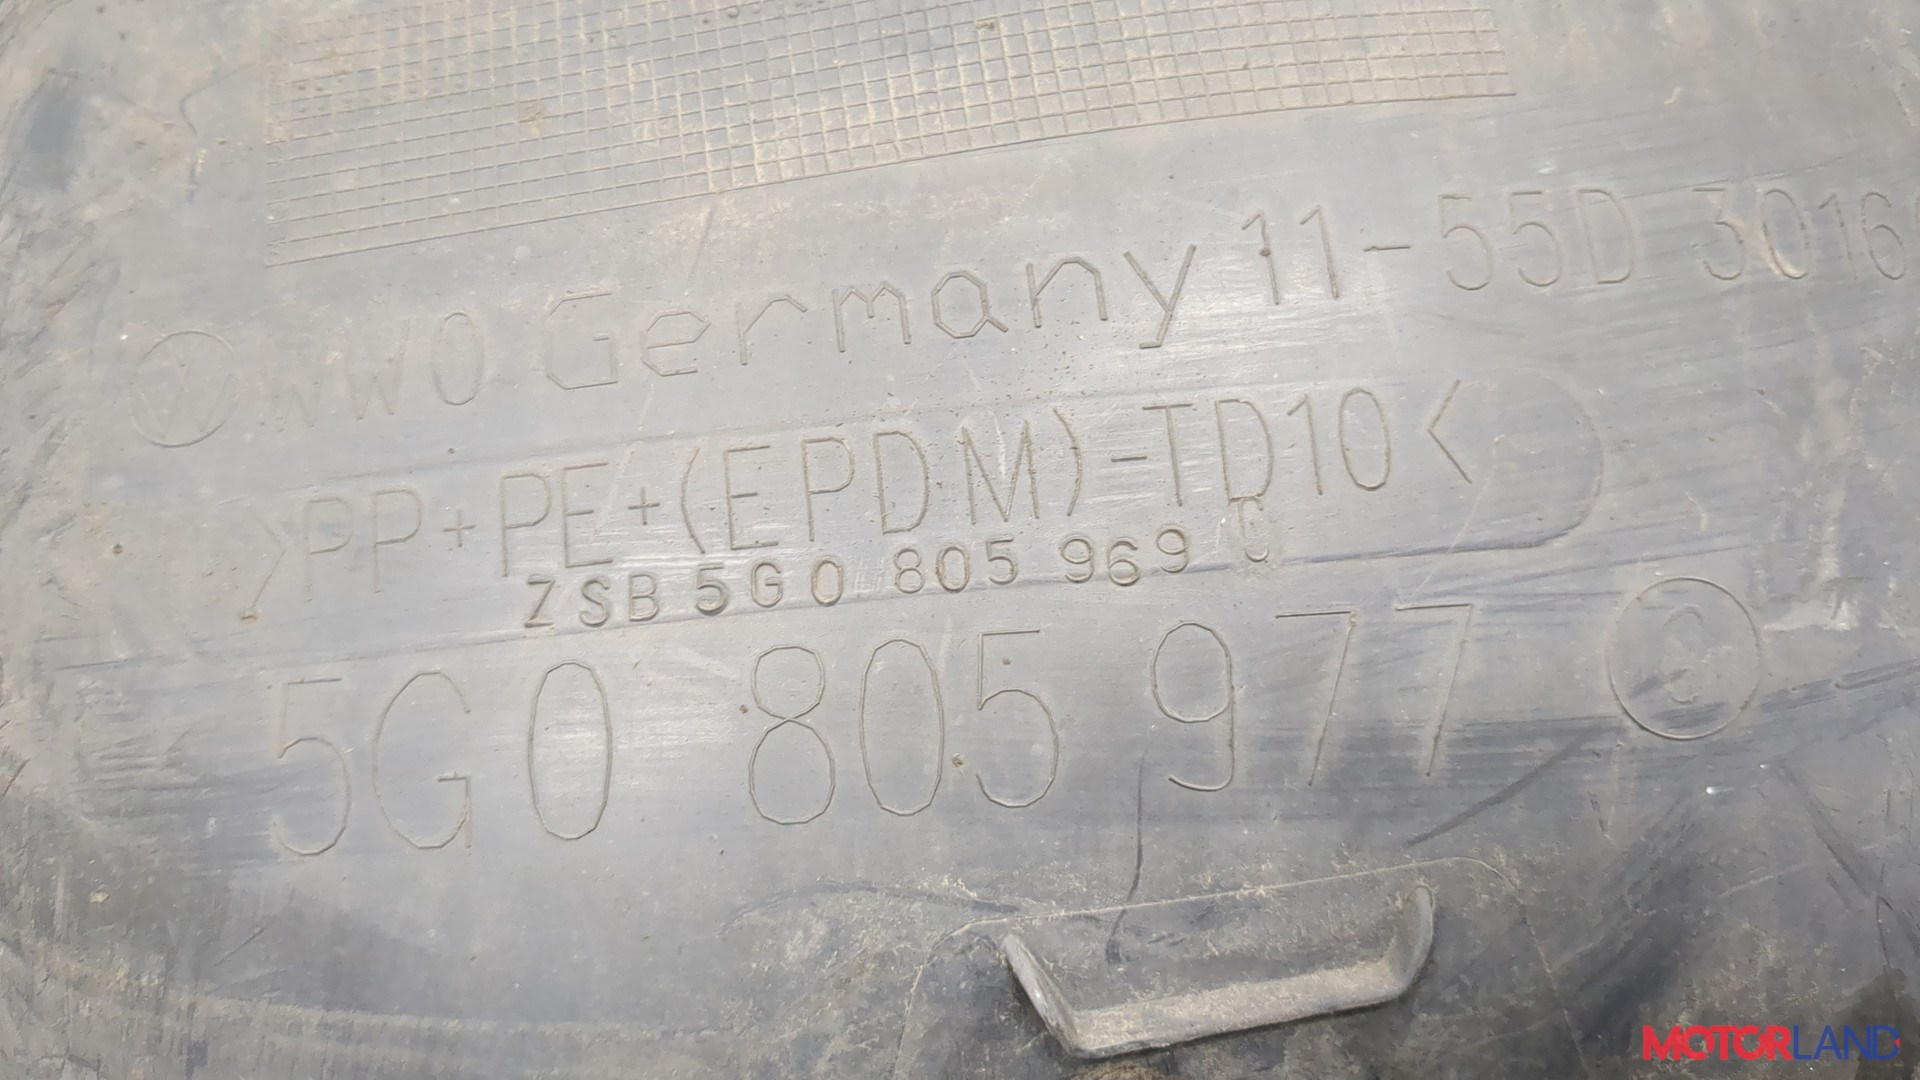 WWO Germany 11-55D 3016
>PP+PE+(EPDM)-TD10<
ZSB 5G0 805 969
5G0 805 977
MOTORLAND